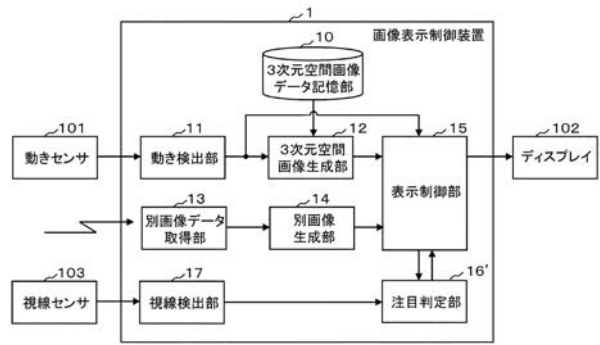 1
画像表示制御装置
10
3次元空間画像
データ記憶部
101
動きセンサ
11
動き検出部
12
3次元空間
画像生成部
15
表示制御部
102
ディスプレイ
13
別画像データ
取得部
14
別画像
生成部
103
視線センサ
17
視線検出部
16'
注目判定部